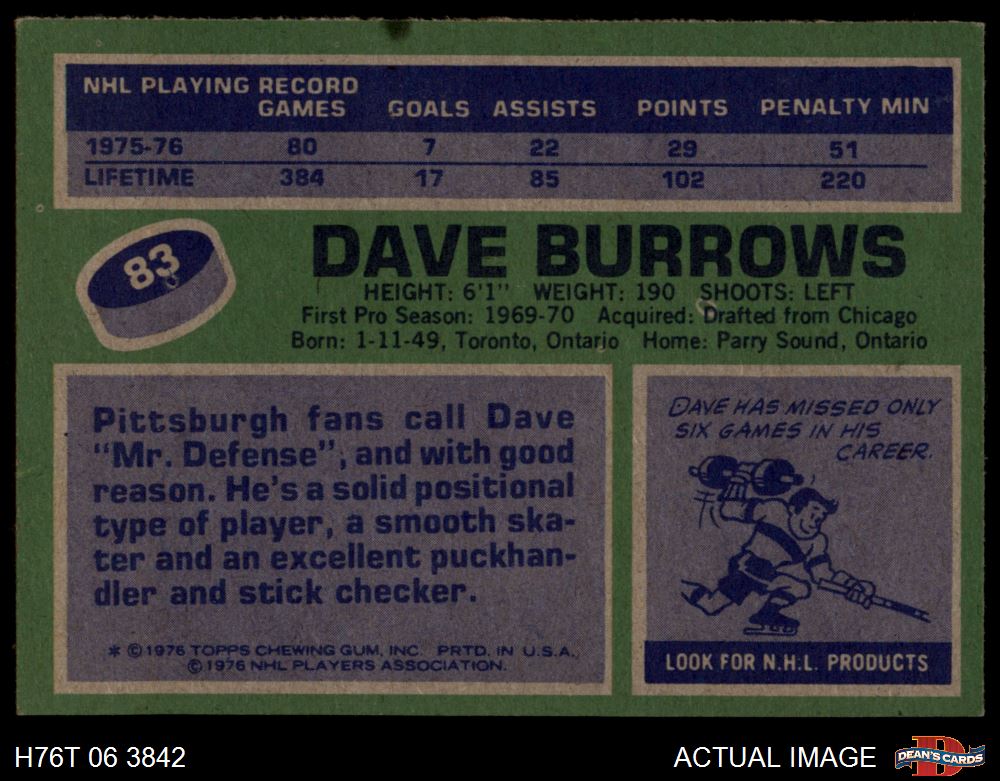 NHL PLAYING RECORD
GAMES GOALS ASSISTS POINTS PENALTY MIN
1975-76 80 7 22 29 51
LIFETIME 384 17 85 102 220
83
DAVE BURROWS
HEIGHT: 6'1" WEIGHT: 190 SHOOTS: LEFT
First Pro Season: 1969-70 Acquired: Drafted from Chicago
Born: 1-11-49, Toronto, Ontario Home: Parry Sound, Ontario
Pittsburgh fans call Dave
"Mr. Defense", and with good
reason. He's a solid positional
type of player, a smooth ska-
ter and an excellent puckhan-
dler and stick checker.
* ©1976 TOPPS CHEWING GUM, INC. PRTD. IN U.S.A.
©1976 NHL PLAYERS ASSOCIATION.
DAVE HAS MISSED ONLY
SIX GAMES IN HIS
CAREER.
LOOK FOR N.H.L. PRODUCTS
H76T 06 3842
ACTUAL IMAGE
D
DEAN'S CARDS